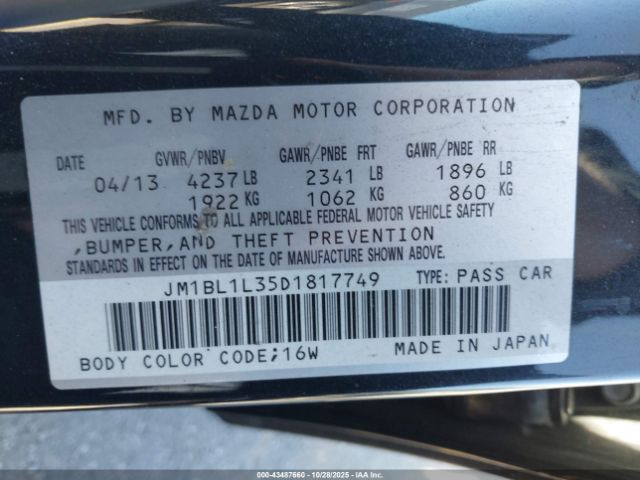 MFD. BY MAZDA MOTOR CORPORATION
DATE GVWR/PNBV GAWR/PNBE FRT GAWR/PNBE RR
04/13 4237 LB 2341 LB 1896 LB
1922 KG 1062 KG 860 KG
THIS VEHICLE CONFORMS TO ALL APPLICABLE FEDERAL MOTOR VEHICLE SAFETY
,BUMPER,AND THEFT PREVENTION
STANDARDS IN EFFECT ON THE DATE OF MANUFACTURE SHOWN ABOVE.
JM1BL1L35D1817749 TYPE: PASS CAR
BODY COLOR CODE;16W MADE IN JAPAN
000-43487660 | 10/28/2025 | IAAI, LLC